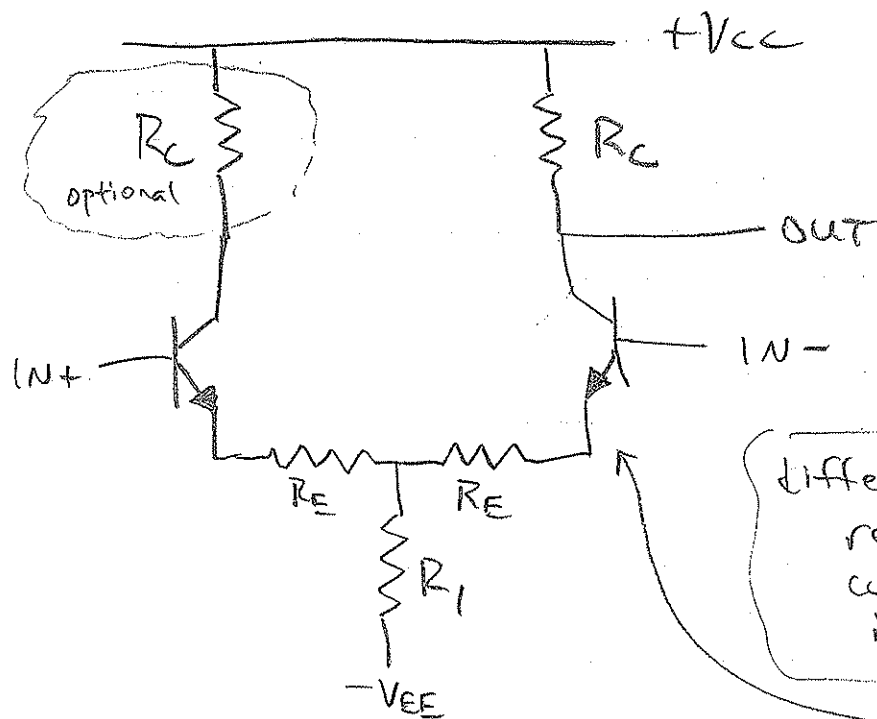 +Vcc
Rc
optional
Rc
OUT
IN+
IN-
RE
RE
R1
-VEE